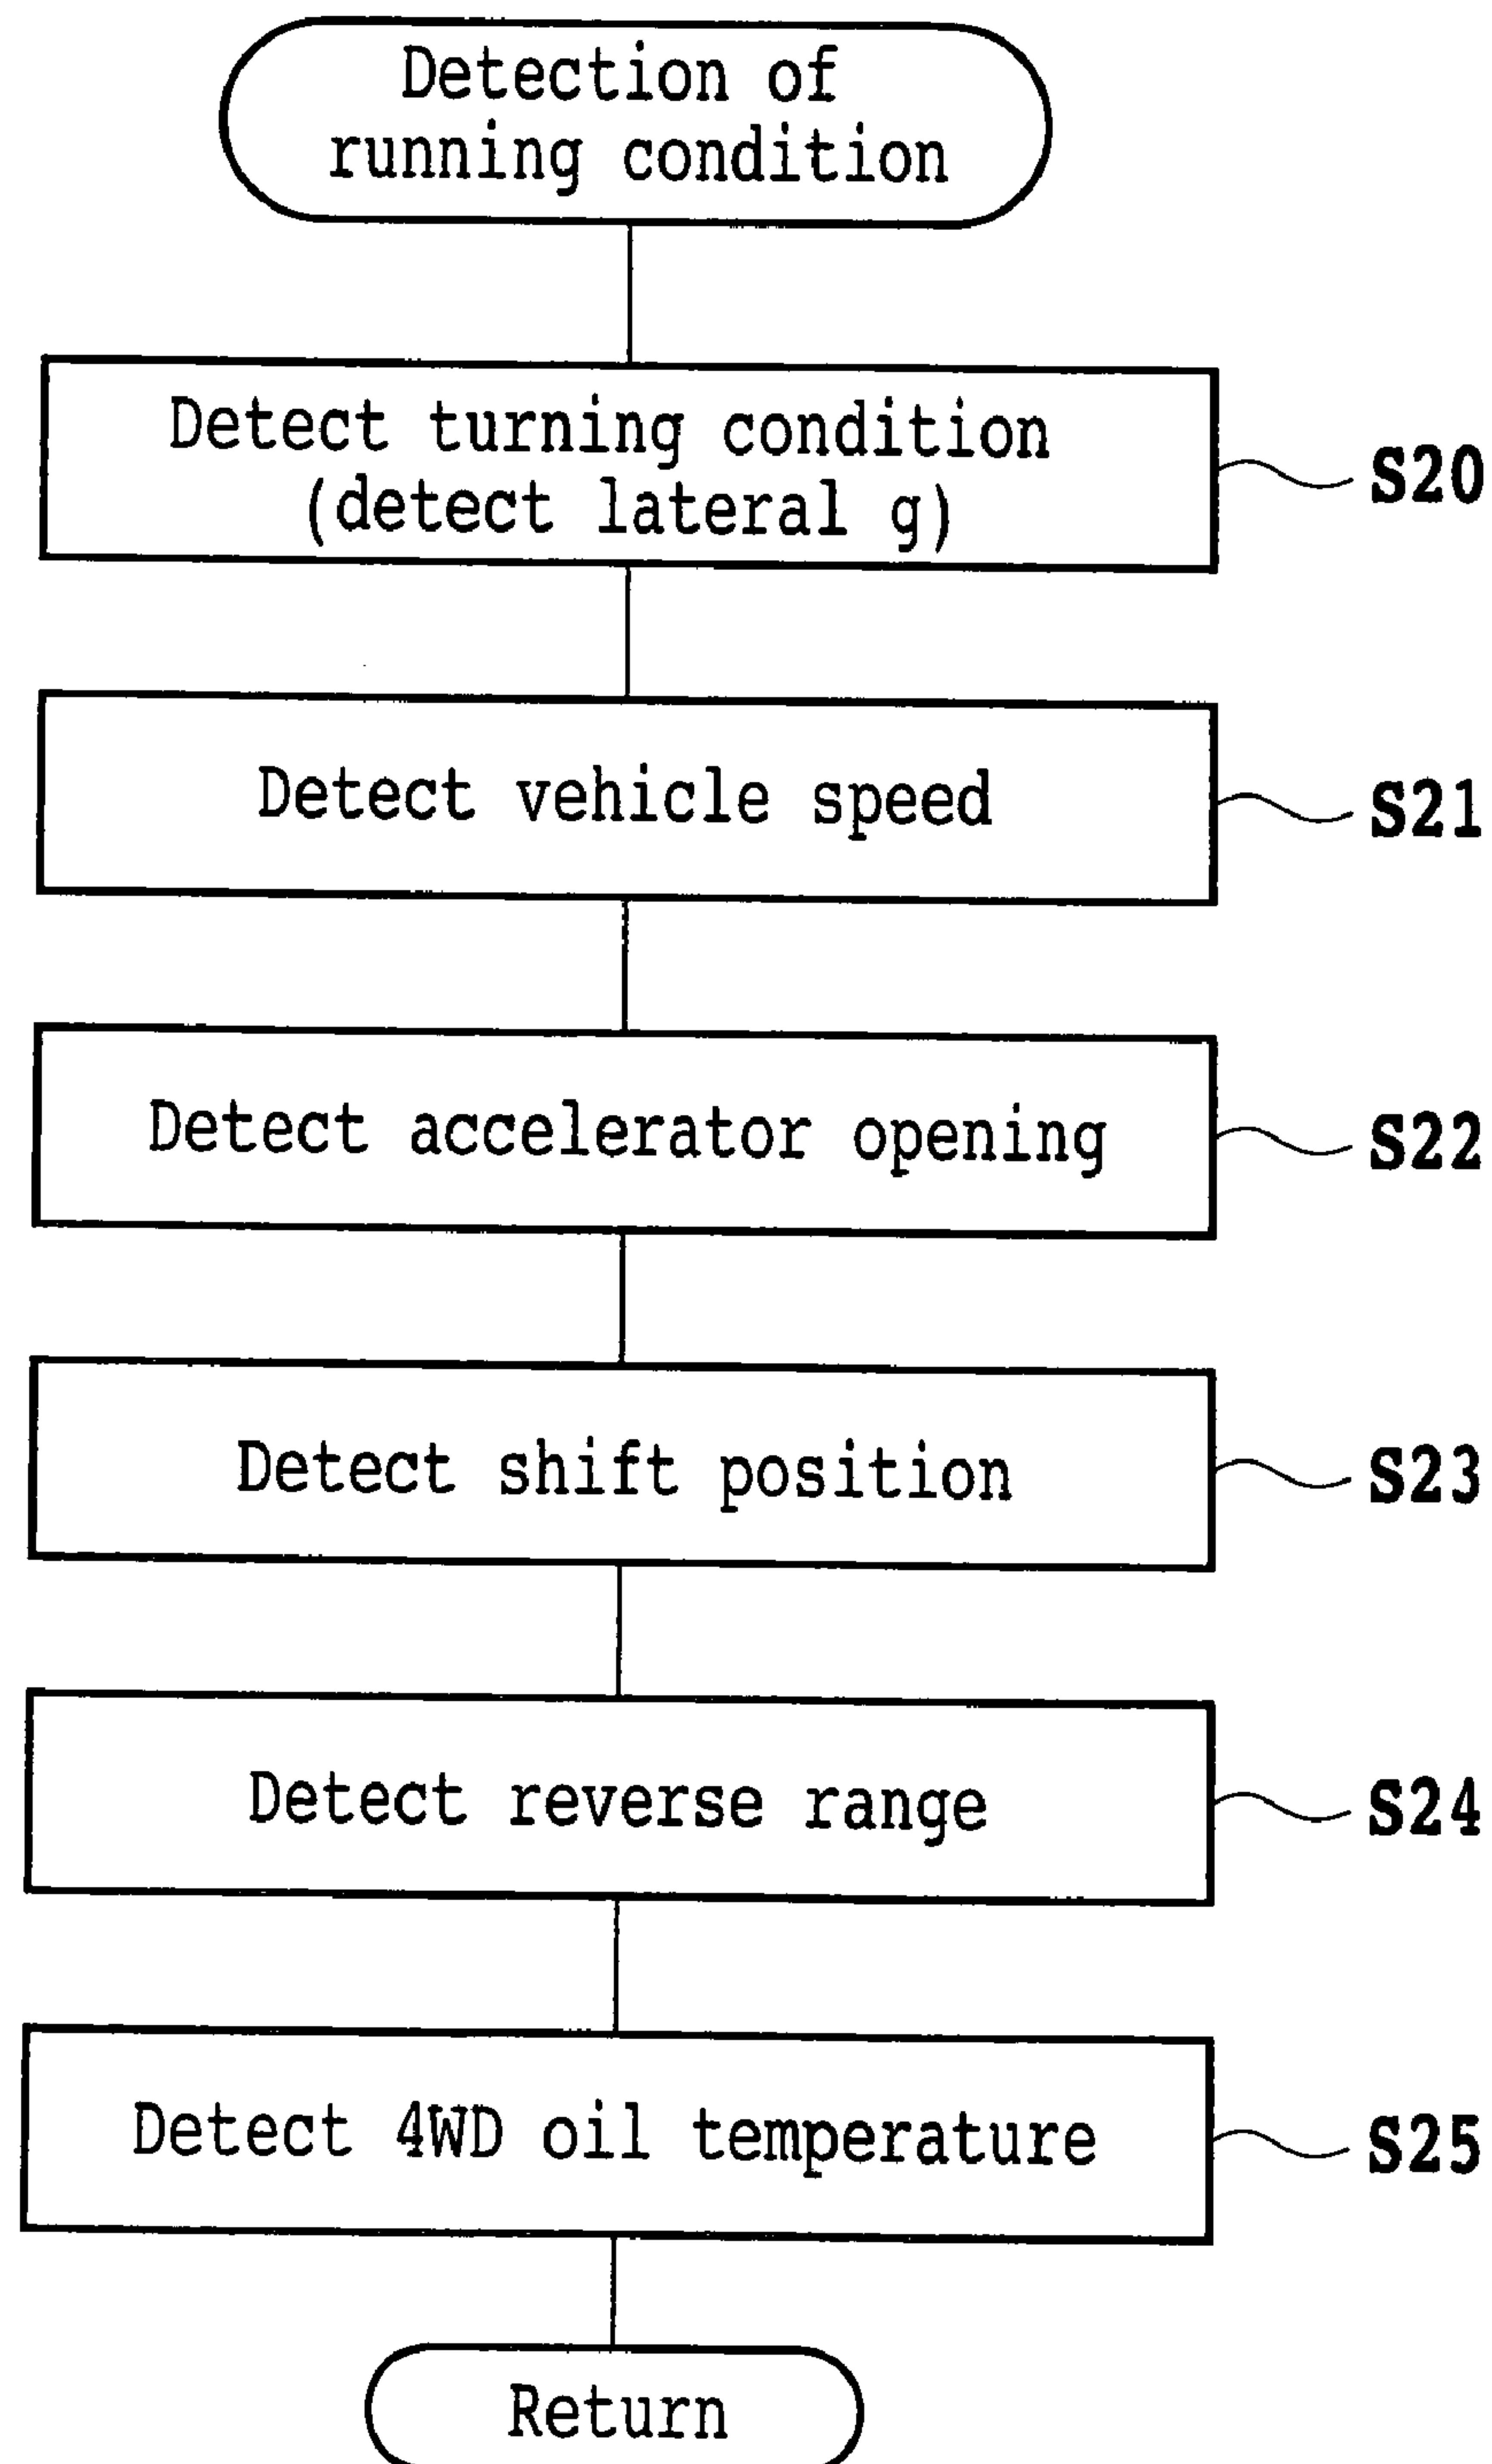 Detection of
running condition
Detect turning condition
(detect lateral g)
S20
Detect vehicle speed
S21
Detect accelerator opening
S22
Detect shift position
S23
Detect reverse range
S24
Detect 4WD oil temperature
S25
Return